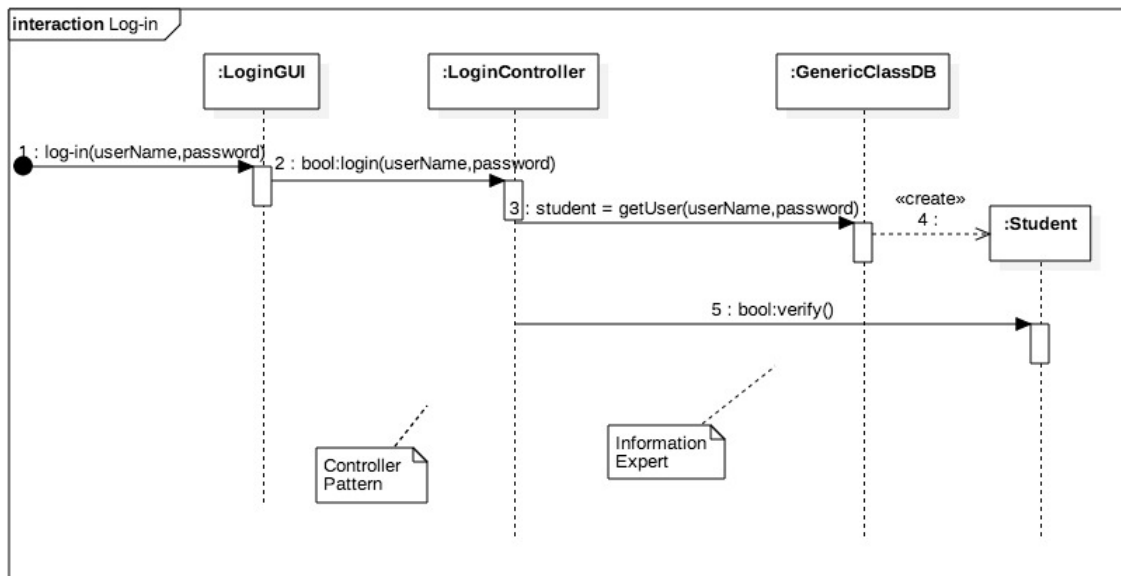 interaction Log-in
:LoginGUI
:LoginController
:GenericClassDB
1 : log-in(userName,password)
2 : bool:login(userName,password)
3 : student = getUser(userName,password)
«create»
4 :
:Student
5 : bool:verify()
Controller
Pattern
Information
Expert